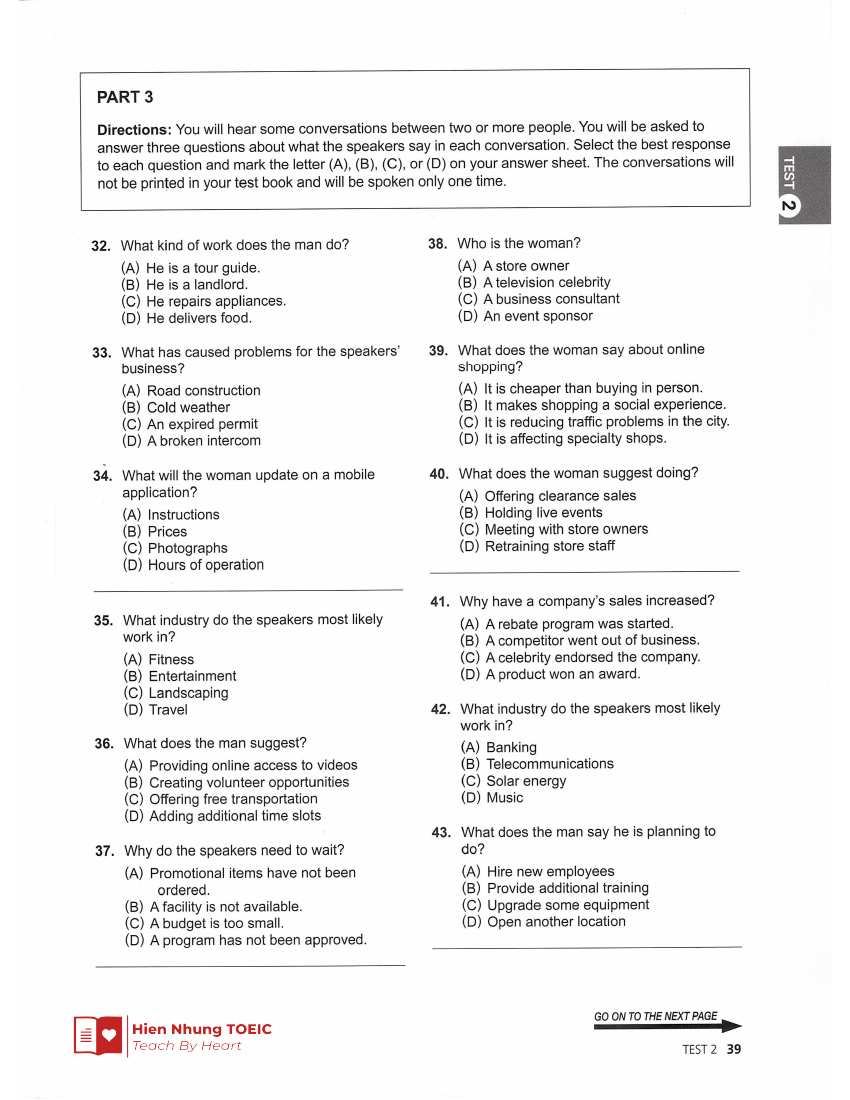 PART 3
Directions: You will hear some conversations between two or more people. You will be asked to
answer three questions about what the speakers say in each conversation. Select the best response
to each question and mark the letter (A), (B), (C), or (D) on your answer sheet. The conversations will
not be printed in your test book and will be spoken only one time.
TEST 2
32. What kind of work does the man do?
(A) He is a tour guide.
(B) He is a landlord.
(C) He repairs appliances.
(D) He delivers food.
33. What has caused problems for the speakers'
business?
(A) Road construction
(B) Cold weather
(C) An expired permit
(D) A broken intercom
34. What will the woman update on a mobile
application?
(A) Instructions
(B) Prices
(C) Photographs
(D) Hours of operation
35. What industry do the speakers most likely
work in?
(A) Fitness
(B) Entertainment
(C) Landscaping
(D) Travel
36. What does the man suggest?
(A) Providing online access to videos
(B) Creating volunteer opportunities
(C) Offering free transportation
(D) Adding additional time slots
37. Why do the speakers need to wait?
(A) Promotional items have not been
ordered.
(B) A facility is not available.
(C) A budget is too small.
(D) A program has not been approved.
38. Who is the woman?
(A) A store owner
(B) A television celebrity
(C) A business consultant
(D) An event sponsor
39. What does the woman say about online
shopping?
(A) It is cheaper than buying in person.
(B) It makes shopping a social experience.
(C) It is reducing traffic problems in the city.
(D) It is affecting specialty shops.
40. What does the woman suggest doing?
(A) Offering clearance sales
(B) Holding live events
(C) Meeting with store owners
(D) Retraining store staff
41. Why have a company's sales increased?
(A) A rebate program was started.
(B) A competitor went out of business.
(C) A celebrity endorsed the company.
(D) A product won an award.
42. What industry do the speakers most likely
work in?
(A) Banking
(B) Telecommunications
(C) Solar energy
(D) Music
43. What does the man say he is planning to
do?
(A) Hire new employees
(B) Provide additional training
(C) Upgrade some equipment
(D) Open another location
Hien Nhung TOEIC
Teach By Heart
GO ON TO THE NEXT PAGE
TEST 2 39